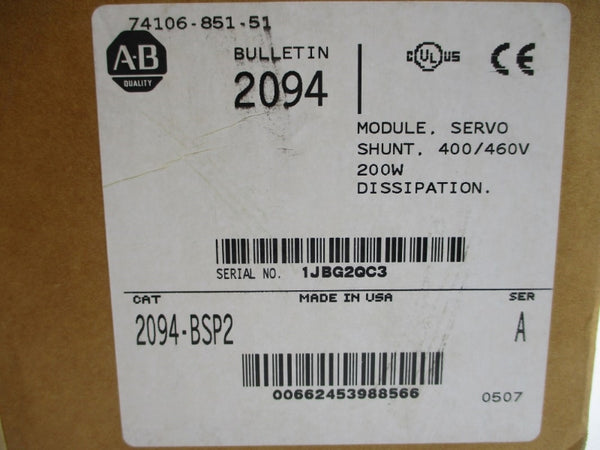 74106-851-51
A-B
QUALITY
BULLETIN
2094
C UL US
CE
MODULE, SERVO
SHUNT, 400/460V
200W
DISSIPATION.
SERIAL NO. 1JBG2QC3
CAT MADE IN USA SER
2094-BSP2 A
00662453988566
0507